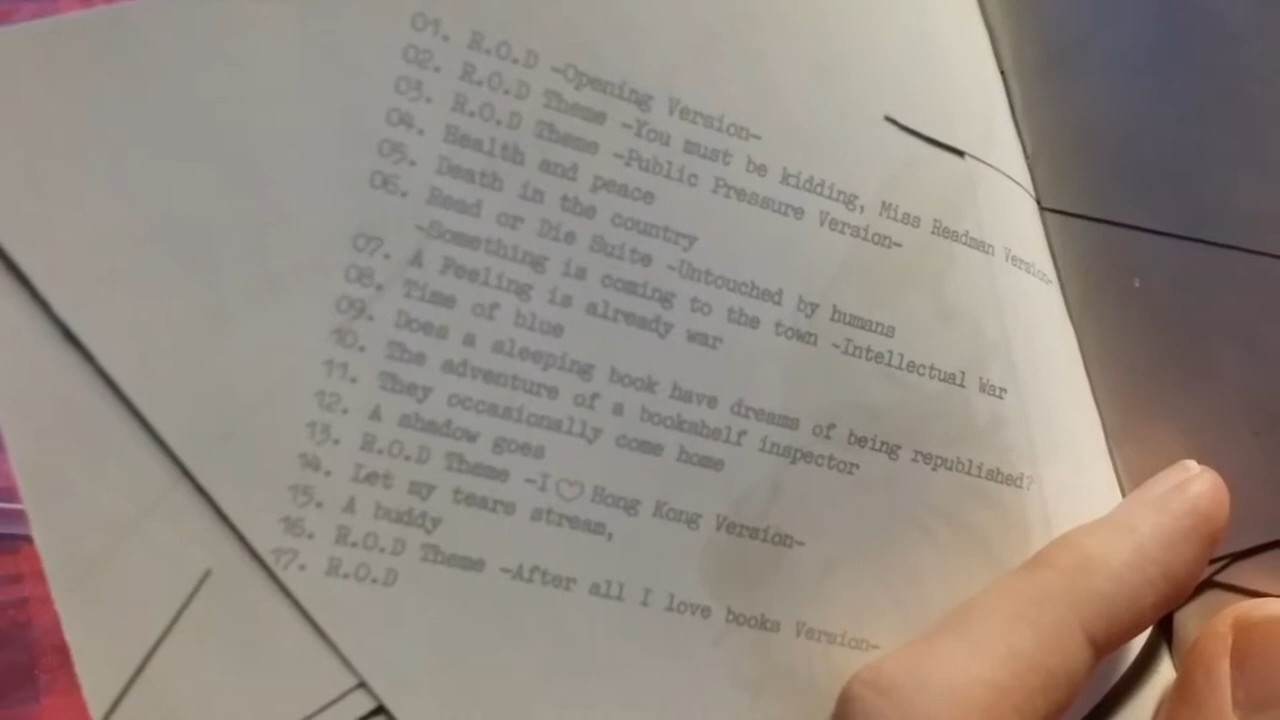 01. R.O.D -Opening Version-
02. R.O.D Theme -You must be kidding, Miss Readman Version-
03. R.O.D Theme -Public Pressure Version-
04. Health and peace
05. Death in the country
06. Read or Die Suite -Untouched by humans
-Something is coming to the town -Intellectual War
07. A Feeling is already war
08. Time of blue
09. Does a sleeping book have dreams of being republished?
10. The adventure of a bookshelf inspector
11. They occasionally come home
12. A shadow goes
13. R.O.D Theme -I♡Hong Kong Version-
14. Let my tears stream,
15. A buddy
16. R.O.D Theme -After all I love books Version-
17. R.O.D